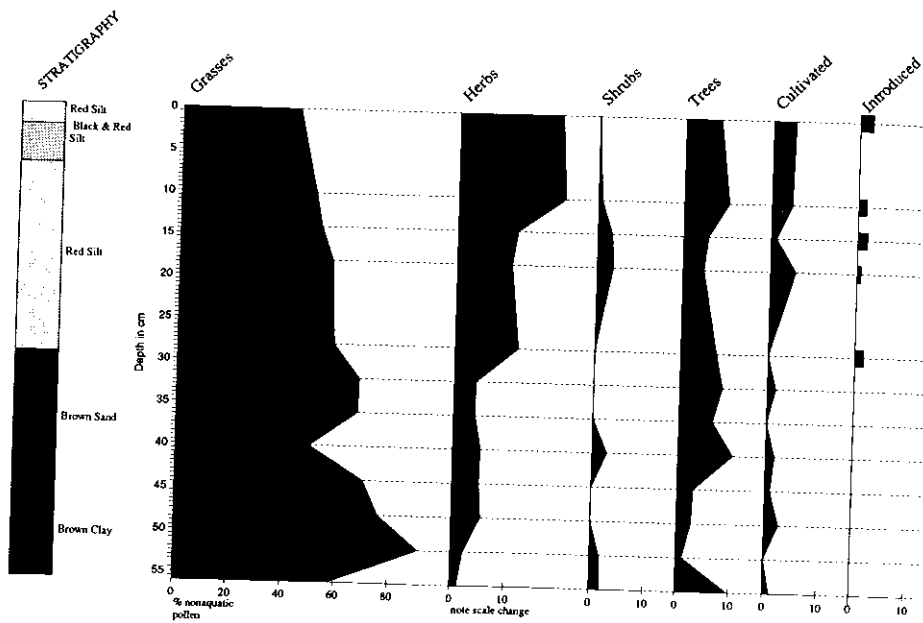 STRATIGRAPHY
Grasses
Herbs
Shrubs
Trees
Cultivated
Introduced
Red Silt
Black & Red
Silt
Red Silt
Brown Sand
Brown Clay
Depth in cm
0
5
10
15
20
25
30
35
40
45
50
55
0 20 40 60 80
% nonaquatic
pollen
0 10
note scale change
0 10
0 10
0 10
0 10